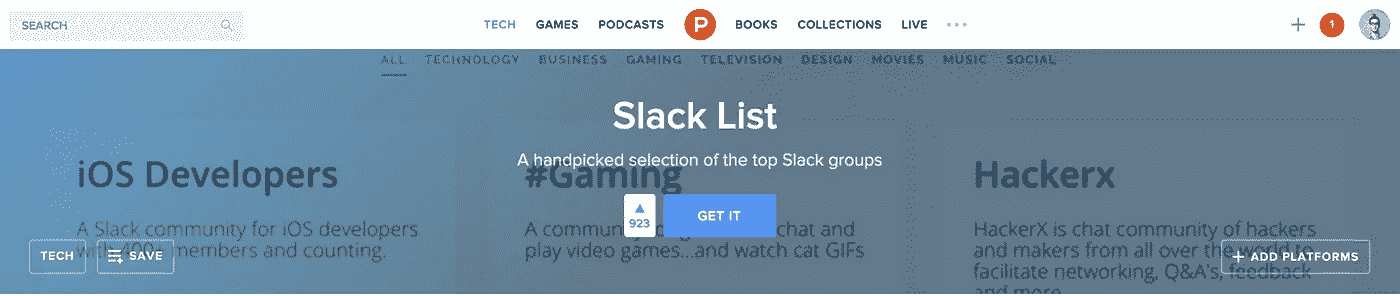 SEARCH
TECH GAMES PODCASTS P BOOKS COLLECTIONS LIVE
1
ALL TECHNOLOGY BUSINESS GAMING TELEVISION DESIGN MOVIES MUSIC SOCIAL
Slack List
A handpicked selection of the top Slack groups
iOS Developers
#Gaming
Hackerx
923
GET IT
A Slack community for iOS developers
members and counting.
chat and
play video games...and watch cat GIFs
HackerX is chat community of hackers
and makers from all over the world to
facilitate networking, Q&A's, feedback
and more
TECH
SAVE
ADD PLATFORMS